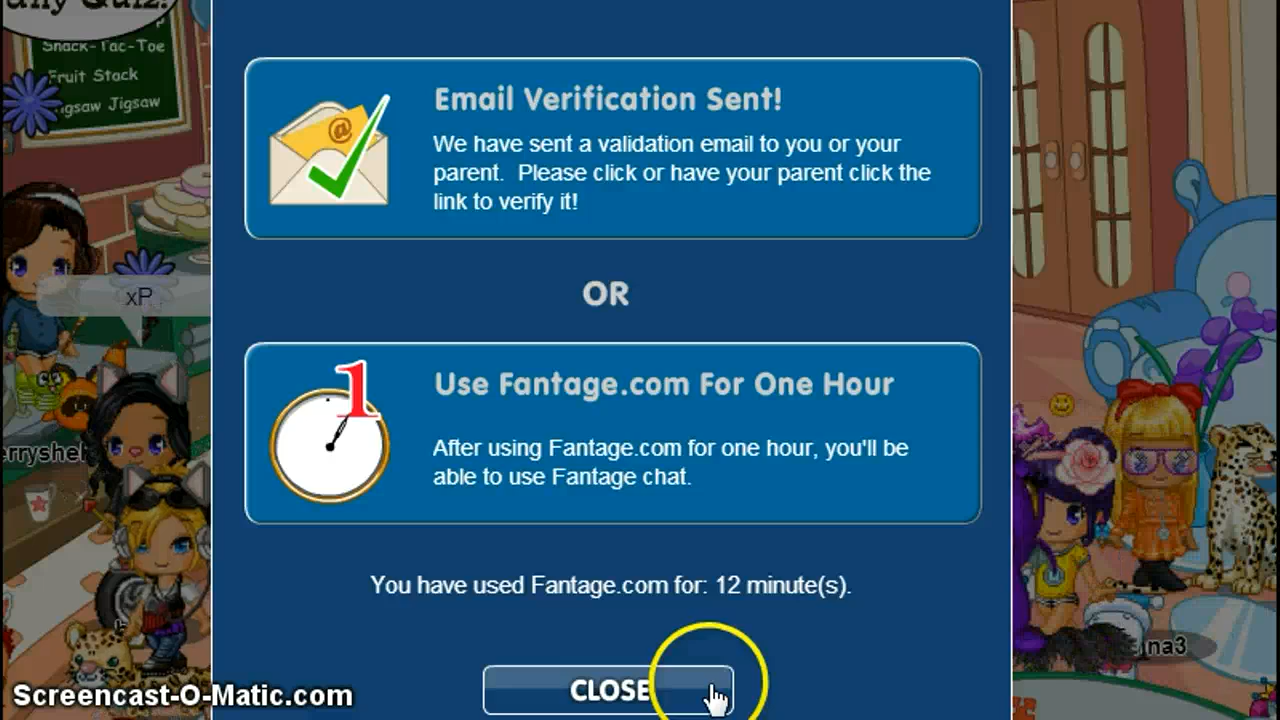 Quiz!
Snack-Tac-Toe
Fruit Stack
Jigsaw Jigsaw
Email Verification Sent!
We have sent a validation email to you or your
parent. Please click or have your parent click the
link to verify it!
xP
OR
1
Use Fantage.com For One Hour
After using Fantage.com for one hour, you'll be
able to use Fantage chat.
You have used Fantage.com for: 12 minute(s).
CLOSE
Screencast-O-Matic.com